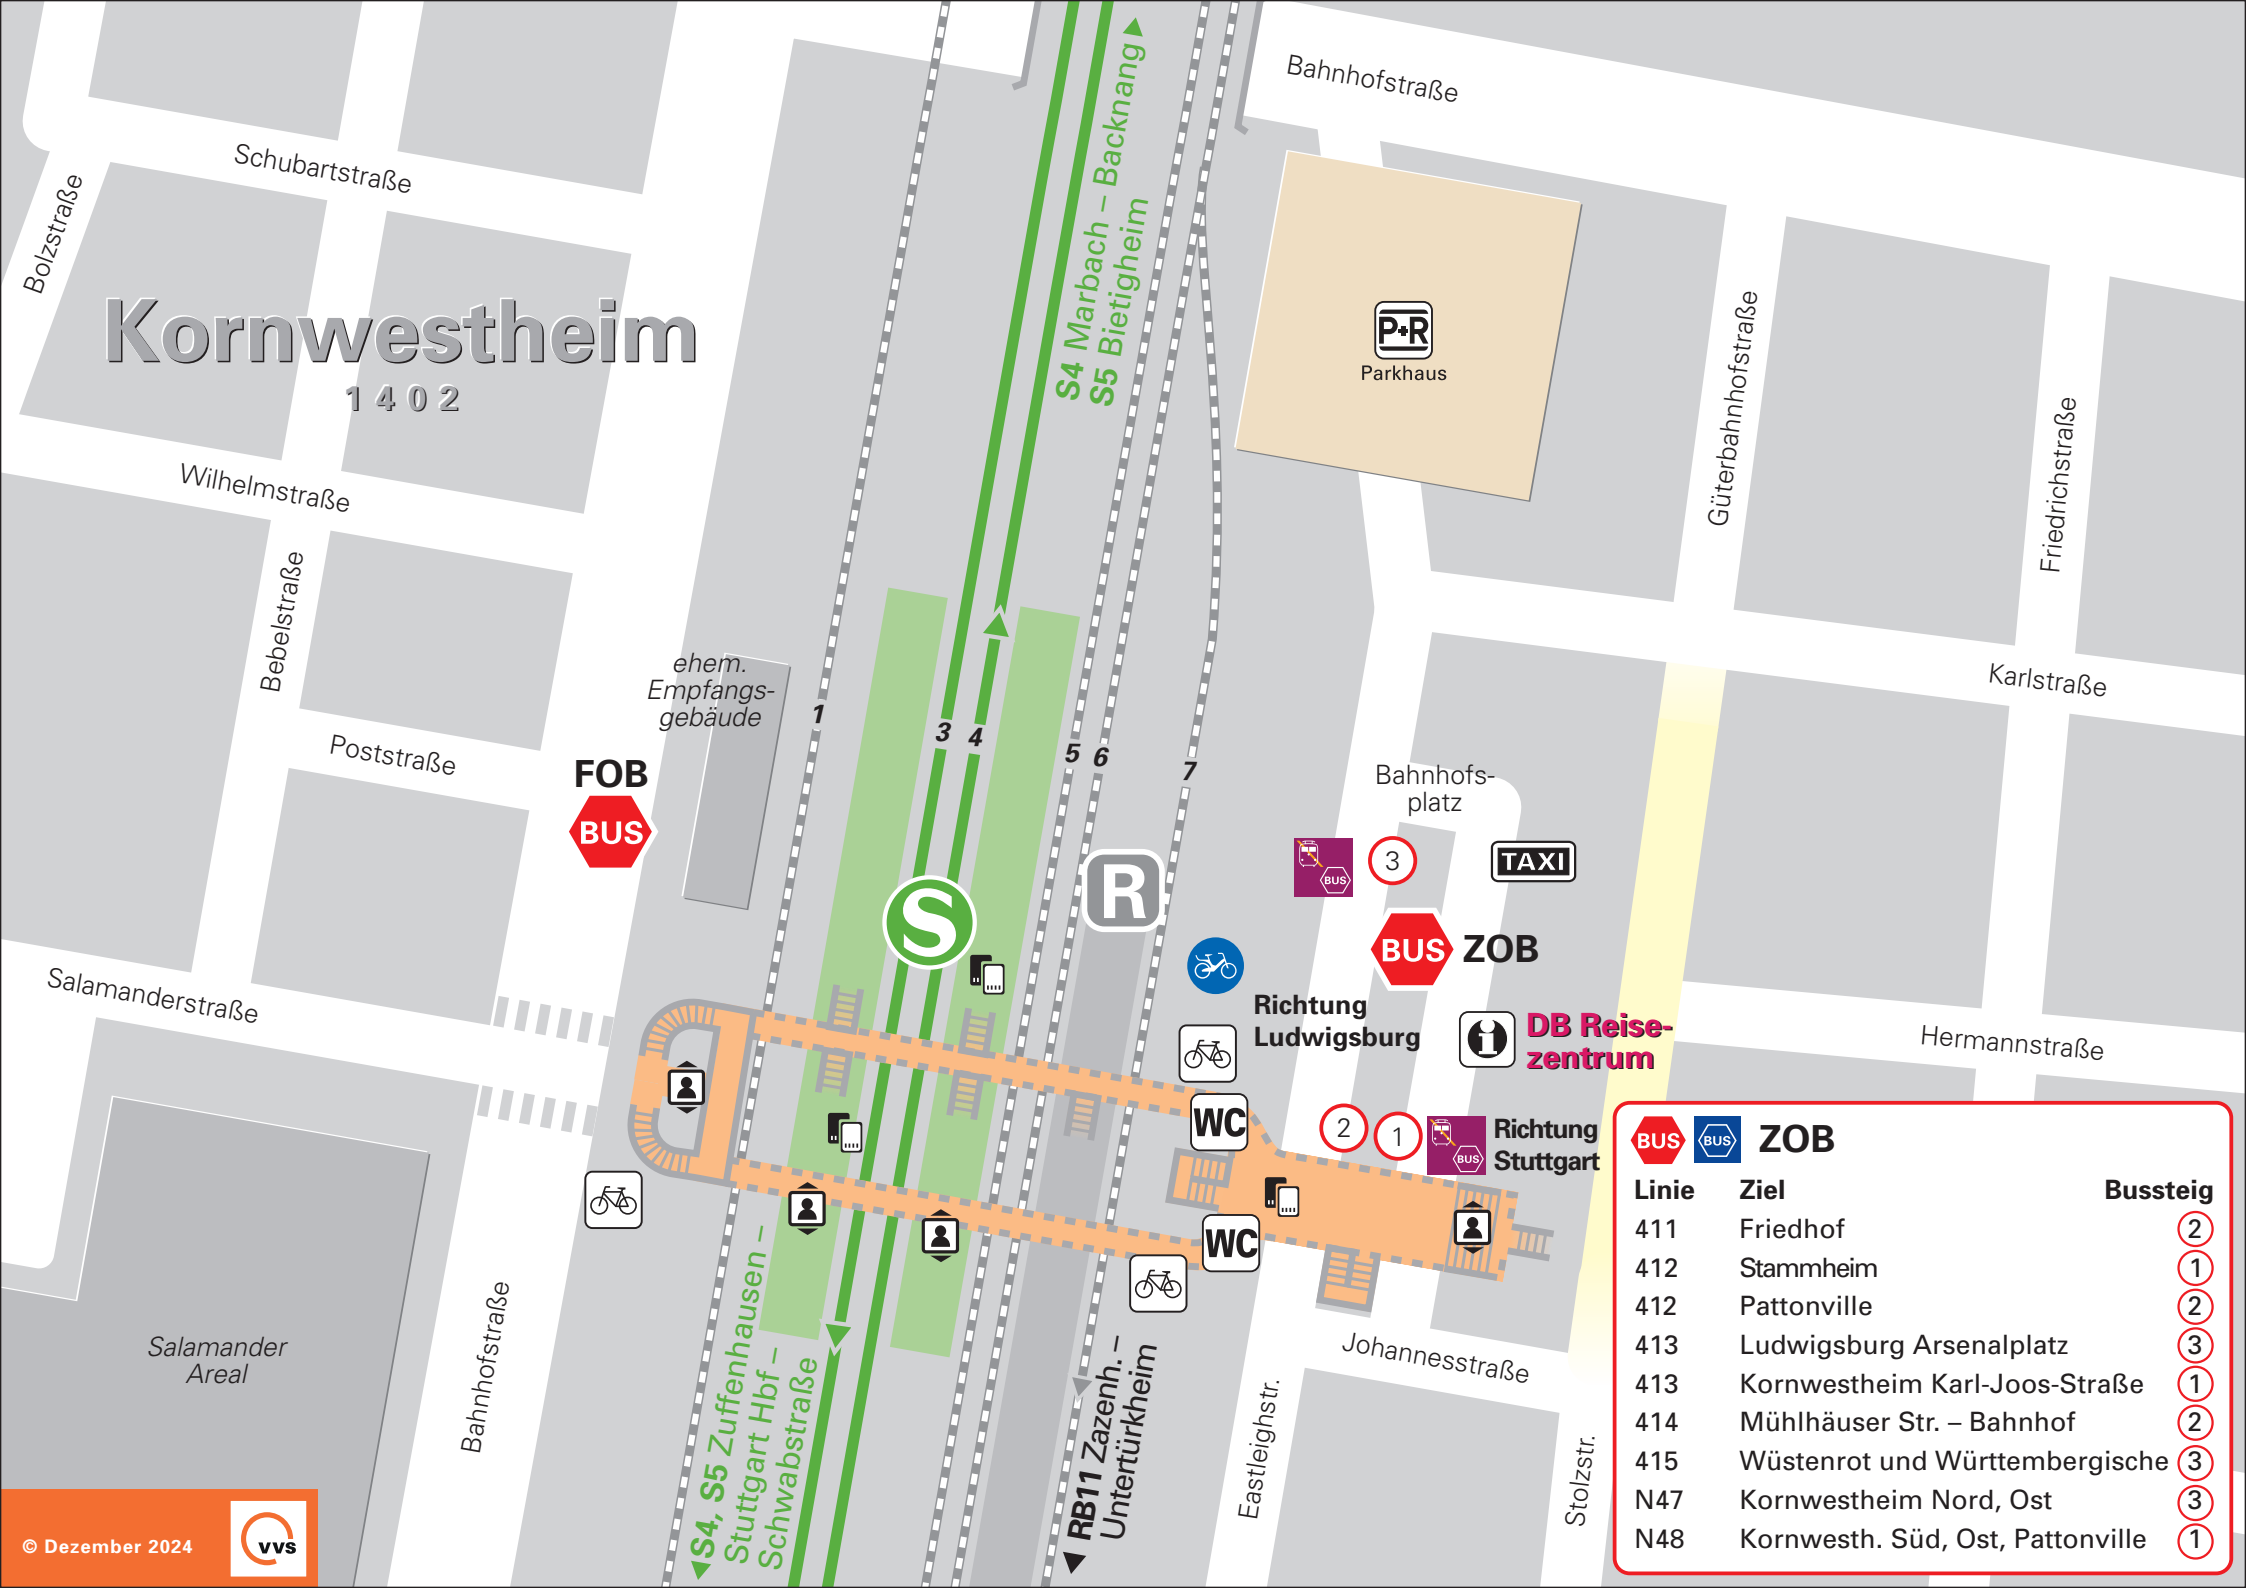 Bahnhofstraße
Schubartstraße
Bolzstraße
Kornwestheim
1402
S4 Marbach – Backnang
S5 Bietigheim
P+R
Parkhaus
Güterbahnhofstraße
Friedrichstraße
Wilhelmstraße
Bebelstraße
ehem.
Empfangs-
gebäude
Karlstraße
1
3
4
5
6
7
Poststraße
FOB
BUS
Bahnhofs-
platz
BUS
3
TAXI
S
R
BUS ZOB
Salamanderstraße
Richtung
Ludwigsburg
DB Reise-
zentrum
Hermannstraße
WC
2
1
BUS
Richtung
Stuttgart
WC
Salamander
Areal
Bahnhofstraße
S4, S5 Zuffenhausen –
Stuttgart Hbf –
Schwabstraße
RB11 Zazenh. –
Untertürkheim
Johannesstraße
Eastleighstr.
Stolzstr.
BUS BUS ZOB
Linie Ziel Bussteig
411 Friedhof 2
412 Stammheim 1
412 Pattonville 2
413 Ludwigsburg Arsenalplatz 3
413 Kornwestheim Karl-Joos-Straße 1
414 Mühlhäuser Str. – Bahnhof 2
415 Wüstenrot und Württembergische 3
N47 Kornwestheim Nord, Ost 3
N48 Kornwesth. Süd, Ost, Pattonville 1
© Dezember 2024
vvs